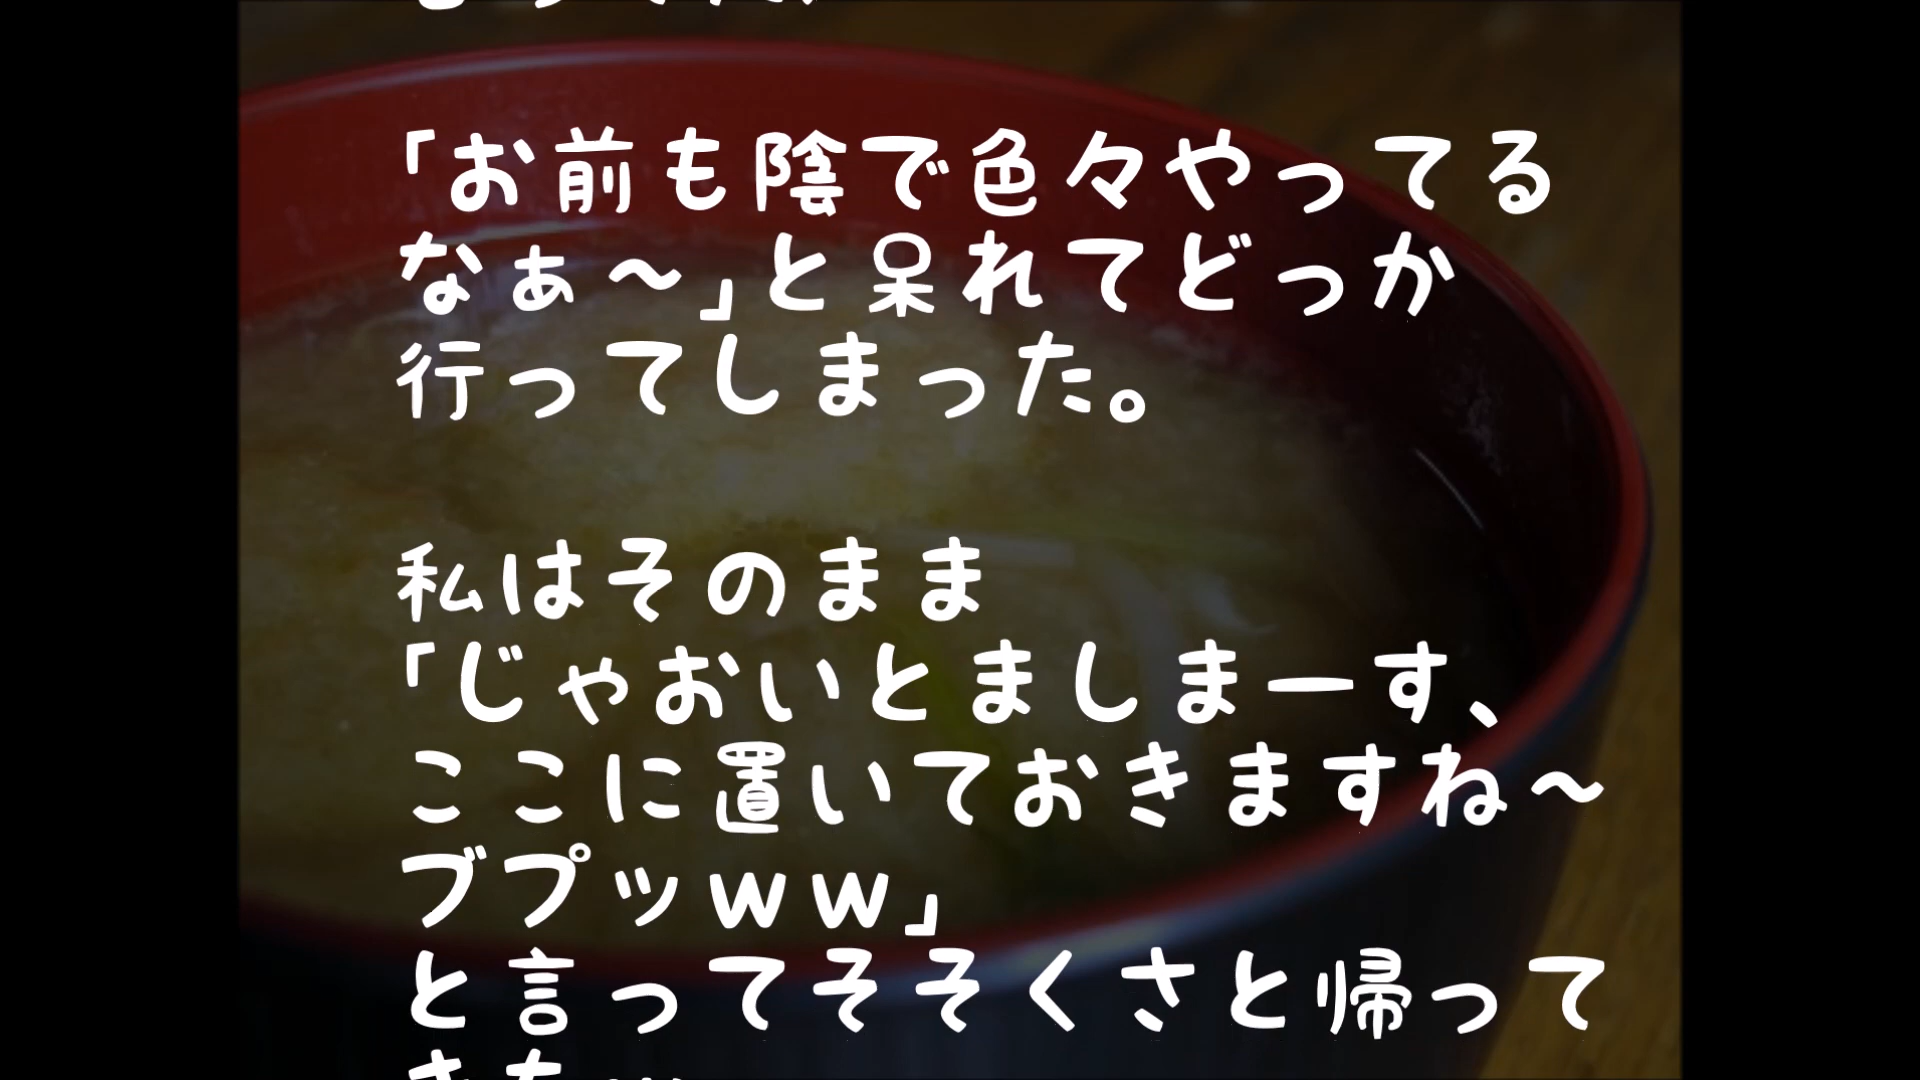 「お前も陰で色々やってる
なぁ～」と呆れてどっか
行ってしまった。
私はそのまま
「じゃおいとましまーす、
ここに置いておきますね～
ブプッｗｗ」
と言ってそそくさと帰って